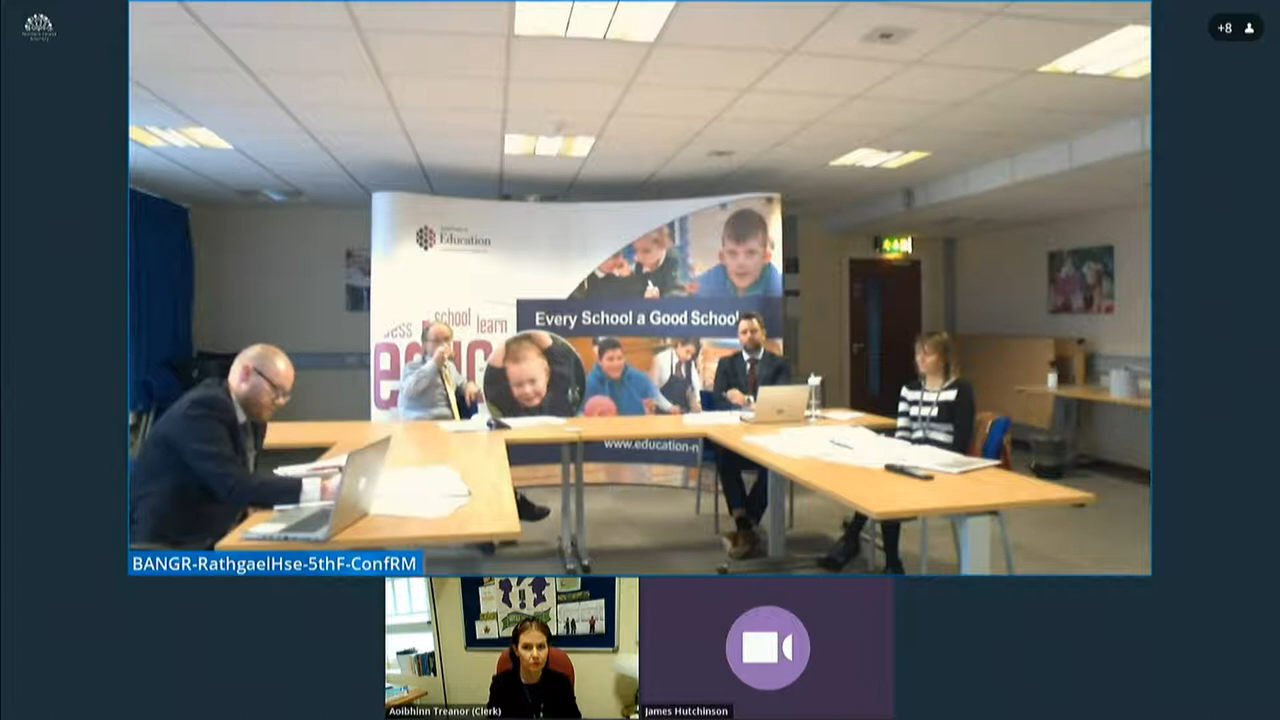 +8
Education
Every School a Good School
school
learn
www.education-n
BANGR-RathgaelHse-5thF-ConfRM
Aoibhinn Treanor (Clerk)
James Hutchinson